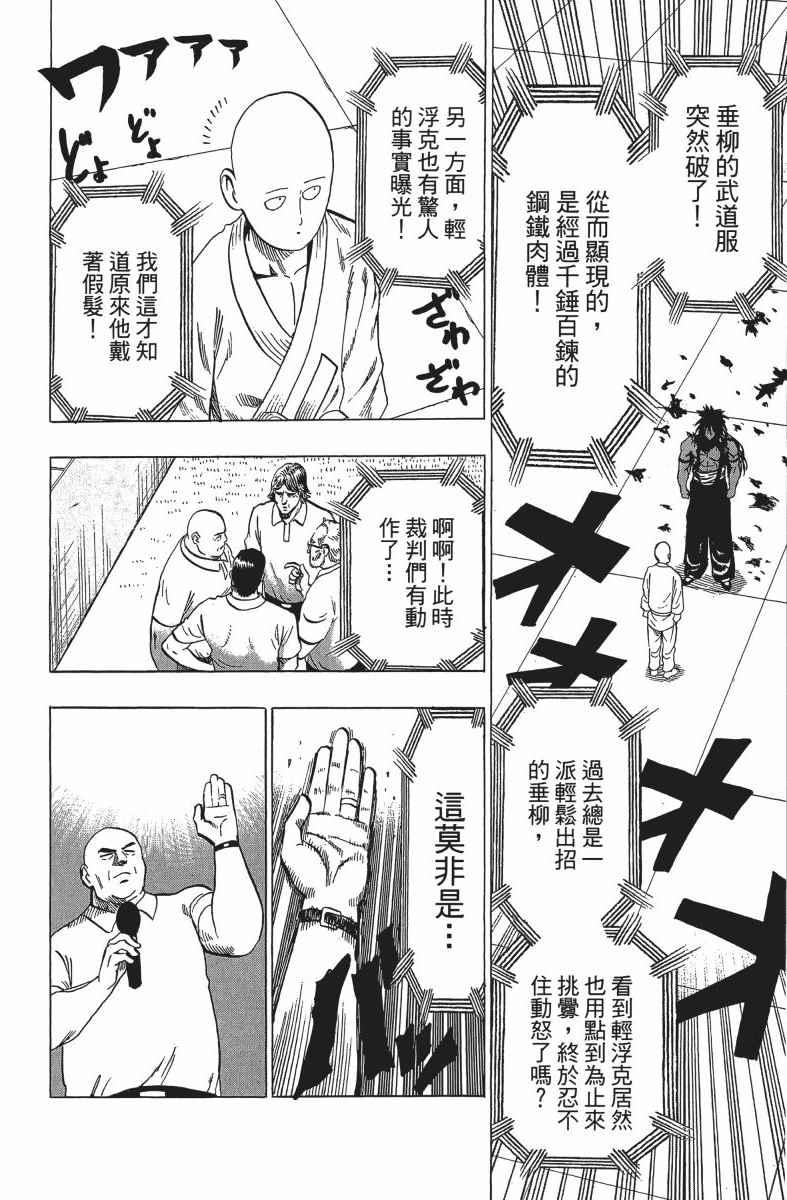 垂柳的武道服
突然破了！
從而顯現的，
是經過千錘百鍊的
鋼鐵肉體！
オオオオ
過去總是一
派輕鬆出招
的垂柳，
看到輕浮克居然
也用點到為止來
挑釁，終於忍不
住動怒了嗎？
另一方面，輕
浮克也有驚人
的事實曝光！
ワアアア
どよ
どよ
我們這才知
道原來他戴
著假髮！
ざわ
ざわ
啊啊！此時
裁判們有動
作了…
這莫非是…
バッ